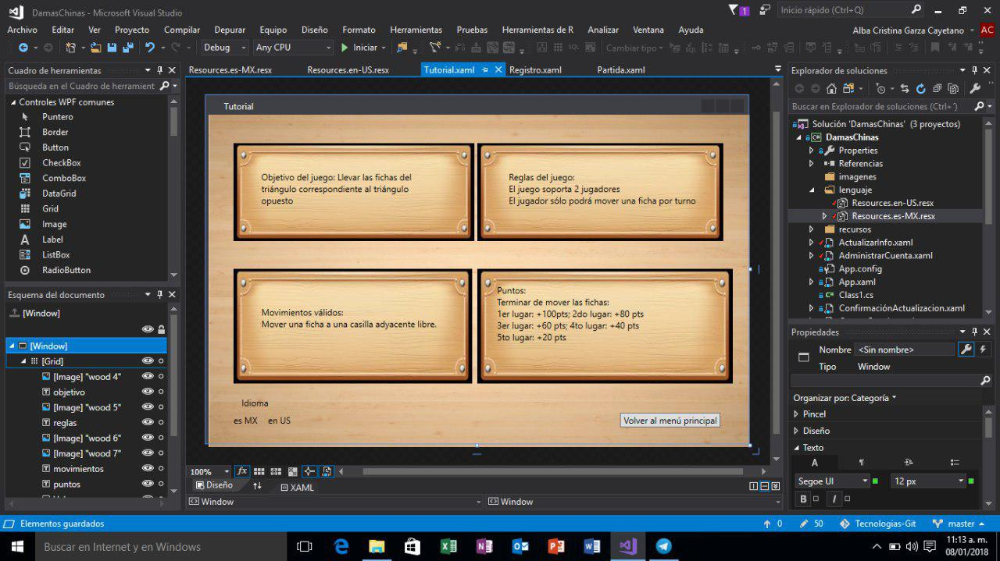 DamasChinas - Microsoft Visual Studio
1
Inicio rápido (Ctrl+Q)
Archivo Editar Ver Proyecto Compilar Depurar Equipo Diseño Formato Herramientas Pruebas Herramientas de R Analizar Ventana Ayuda
Alba Cristina Garza Cayetano AC
Debug Any CPU Iniciar SQL Cambiar tipo
Cuadro de herramientas
Búsqueda en el Cuadro de herramient
Controles WPF comunes
Puntero
Border
Button
CheckBox
ComboBox
DataGrid
Grid
Image
Label
ListBox
RadioButton
Esquema del documento
[Window]
[Window]
[Grid]
[Image] "wood 4"
objetivo
[Image] "wood 5"
reglas
[Image] "wood 6"
[Image] "wood 7"
movimientos
puntos
Resources.es-MX.resx Resources.en-US.resx Tutorial.xaml Registro.xaml Partida.xaml
Tutorial
Objetivo del juego: Llevar las fichas del
triángulo correspondiente al triángulo
opuesto
Reglas del juego:
El juego soporta 2 jugadores
El jugador sólo podrá mover una ficha por turno
Movimientos válidos:
Mover una ficha a una casilla adyacente libre.
Puntos:
Terminar de mover las fichas:
1er lugar: +100pts; 2do lugar: +80 pts
3er lugar: +60 pts; 4to lugar: +40 pts
5to lugar: +20 pts
Idioma
es MX en US
Volver al menú principal
100%
fx
Diseño XAML
Window Window
Explorador de soluciones
Buscar en Explorador de soluciones (Ctrl+´)
Solución 'DamasChinas' (3 proyectos)
DamasChinas
Properties
Referencias
imagenes
lenguaje
Resources.en-US.resx
Resources.es-MX.resx
recursos
ActualizarInfo.xaml
AdministrarCuenta.xaml
App.config
App.xaml
Class1.cs
ConfirmaciónActualizacion.xaml
Propiedades
Nombre <Sin nombre>
Tipo Window
Organizar por: Categoría
Pincel
Diseño
Texto
Segoe UI 12 px
B I
Elementos guardados
0 50 Tecnologias-Git master
Buscar en Internet y en Windows
11:13 a. m.
08/01/2018